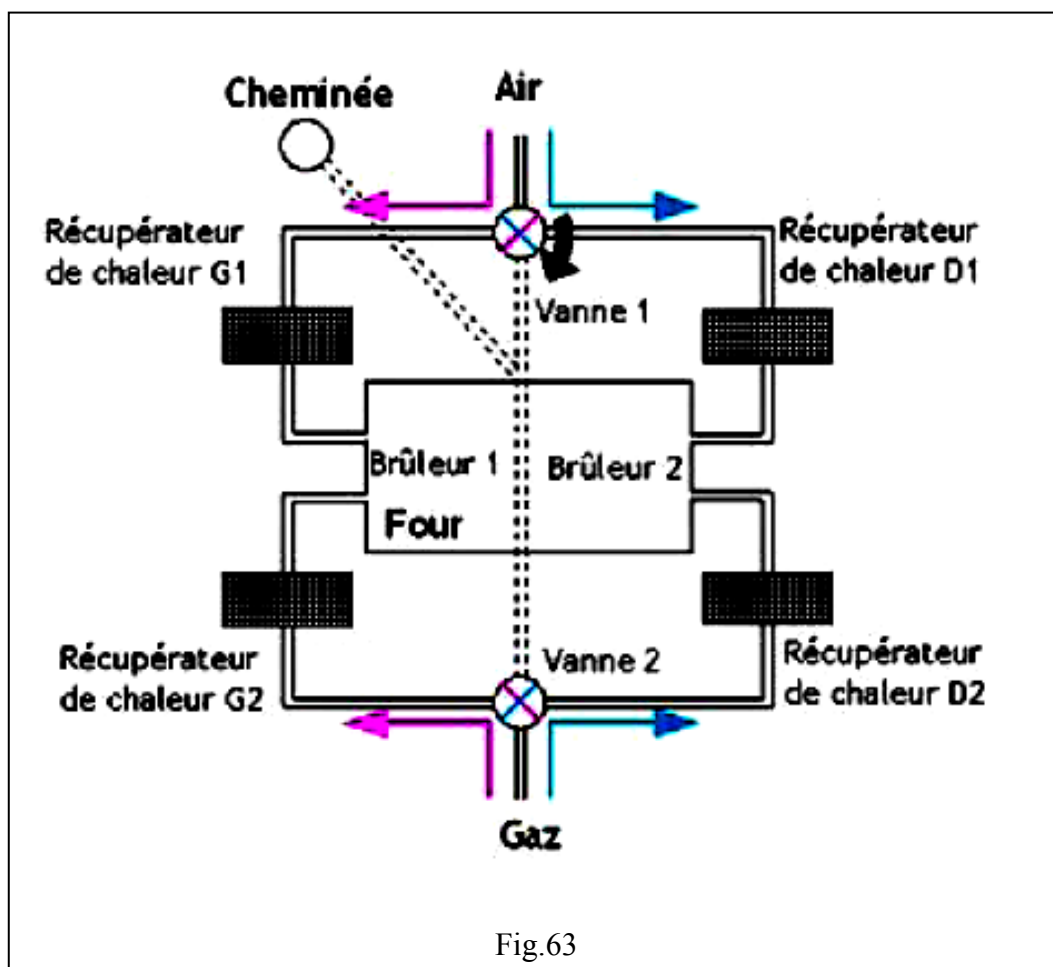 Cheminée
Air
Récupérateur
de chaleur G1
Récupérateur
de chaleur D1
Vanne 1
Brûleur 1
Brûleur 2
Four
Récupérateur
de chaleur G2
Vanne 2
Récupérateur
de chaleur D2
Gaz
Fig.63